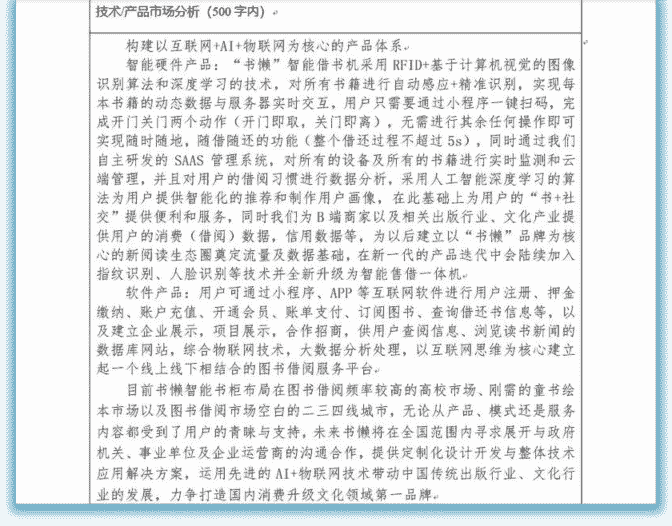 技术/产品市场分析（500 字内）
构建以互联网+AI+物联网为核心的产品体系
智能硬件产品：“书懒”智能借书机采用 RFID+基于计算机视觉的图像
识别算法和深度学习的技术，对所有书籍进行自动感应+精准识别，实现每
本书籍的动态数据与服务器实时交互，用户只需要通过小程序一键扫码，完
成开门关门两个动作（开门即取，关门即离），无需进行其余任何操作即可
实现随时随地，随借随还的功能（整个借还过程不超过 5s），同时通过我们
自主研发的 SAAS 管理系统，对所有的设备及所有的书籍进行实时监测和云
端管理，并且对用户的借阅习惯进行数据分析，采用人工智能深度学习的算
法为用户提供智能化的推荐和制作用户画像，在此基础上为用户的“书+社
交”提供便利和服务，同时我们为 B 端商家以及相关出版行业、文化产业提
供用户的消费（借阅）数据，信用数据等，为以后建立以“书懒”品牌为核
心的新阅读生态圈奠定流量及数据基础，在新一代的产品迭代中会陆续加入
指纹识别、人脸识别等技术并全新升级为智能售借一体机
软件产品：用户可通过小程序、APP 等互联网软件进行用户注册、押金
缴纳、账户充值、开通会员、账单支付、订阅图书、查询借还书信息等，以
及建立企业展示，项目展示，合作招商，供用户查阅信息、浏览读书新闻的
数据库网站，综合物联网技术，大数据分析处理，以互联网思维为核心建立
起一个线上线下相结合的图书借阅服务平台
目前书懒智能书柜布局在图书借阅频率较高的高校市场、刚需的童书绘
本市场以及图书借阅市场空白的二三四线城市，无论从产品、模式还是服务
内容都受到了用户的青睐与支持，未来书懒将在全国范围内寻求展开与政府
机关、事业单位及企业运营商的沟通合作，提供定制化设计开发与整体技术
应用解决方案，运用先进的 AI+物联网技术带动中国传统出版行业、文化行
业的发展，力争打造国内消费升级文化领域第一品牌